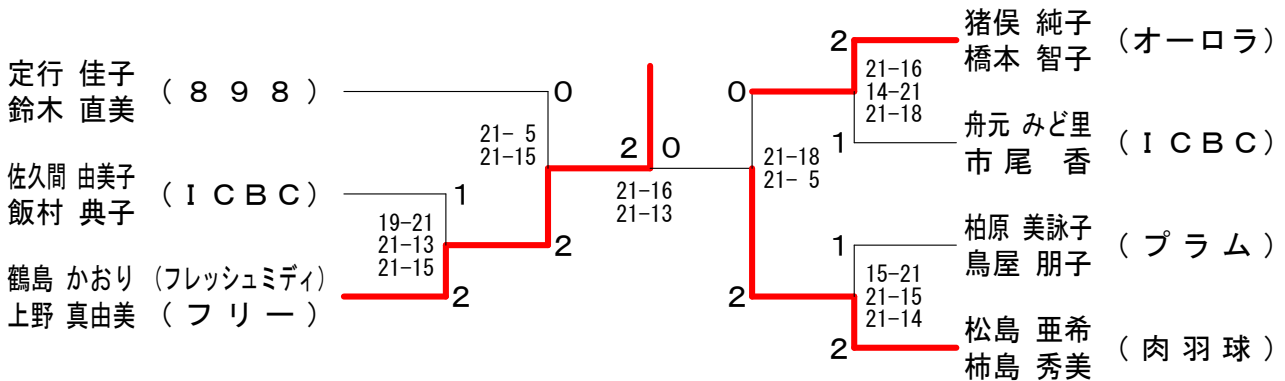 定行 佳子
鈴木 直美
(８９８)
0
21- 5
21-15
佐久間 由美子
飯村 典子
(ＩＣＢＣ)
1
19-21
21-13
21-15
2
鶴島 かおり (フレッシュミディ)
上野 真由美 (フリー)
2
2 0
21-16
21-13
猪俣 純子
橋本 智子
(オーロラ)
2
21-16
14-21
21-18
0
舟元 みど里
市尾 香
(ＩＣＢＣ)
1
21-18
21- 5
柏原 美詠子
鳥屋 朋子
(プラム)
1
15-21
21-15
21-14
2
松島 亜希
柿島 秀美
(肉羽球)
2